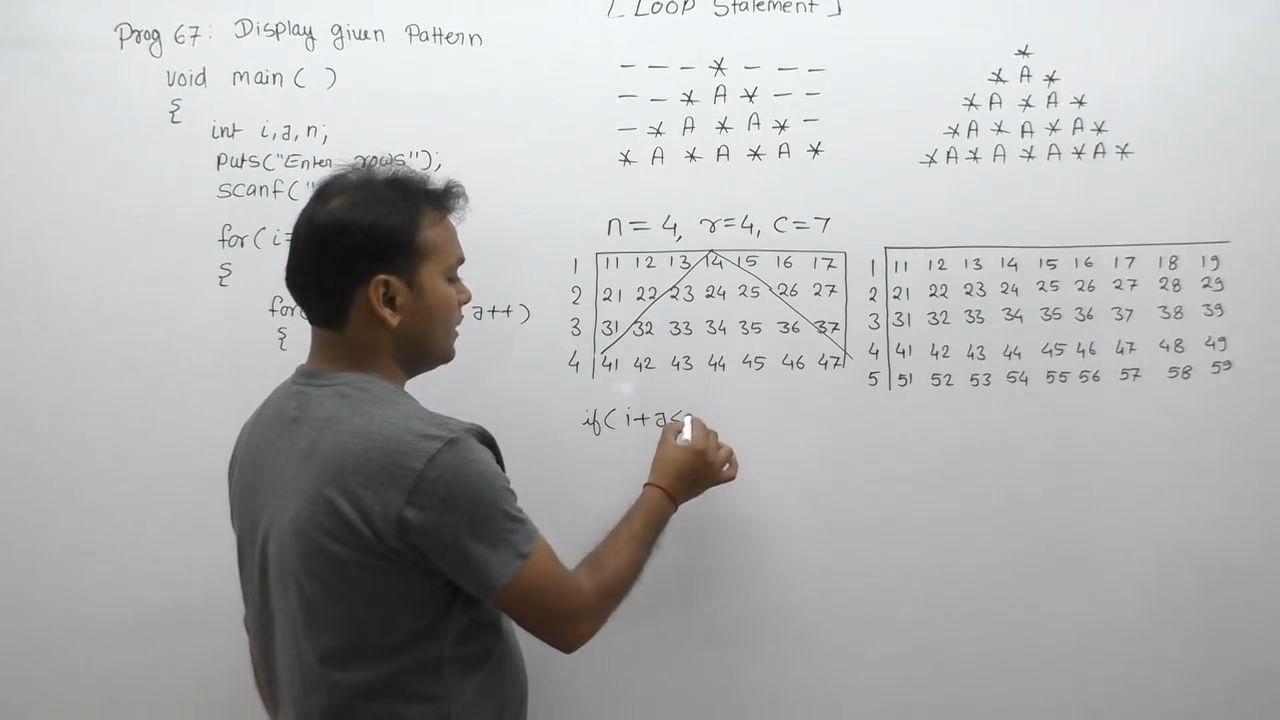 [ LOOP Statement ]
Prog 67: Display given Pattern
void main ( )
{
int i,a,n;
puts("Enter rows");
scanf("
for( i=
{
for( a++)
{
— — — * — — —
— — * A * — —
— * A * A * —
* A * A * A *
*
* A *
* A * A *
* A * A * A *
* A * A * A * A *
n = 4, r=4, c=7
1 11 12 13 14 15 16 17
2 21 22 23 24 25 26 27
3 31 32 33 34 35 36 37
4 41 42 43 44 45 46 47
1 11 12 13 14 15 16 17 18 19
2 21 22 23 24 25 26 27 28 29
3 31 32 33 34 35 36 37 38 39
4 41 42 43 44 45 46 47 48 49
5 51 52 53 54 55 56 57 58 59
if( i+a<